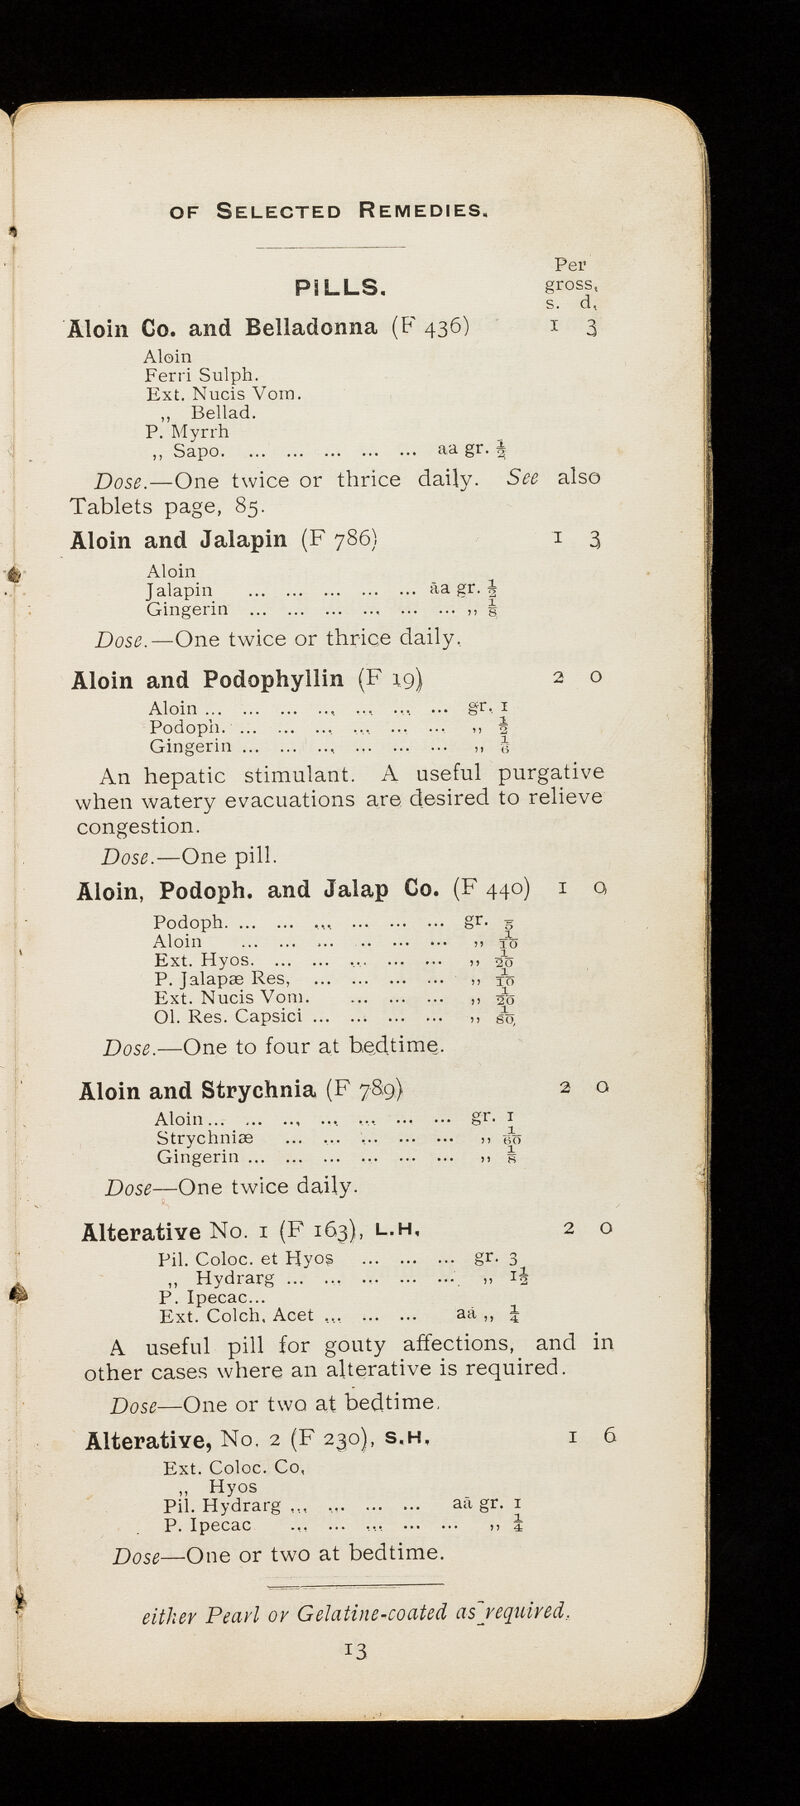 OF SELECTED REMEDIES.
PILLS.
Per
gross,
s. d,
Aloin Co. and Belladonna (F 436) 1 3
Aloin
Ferri Sulph.
Ext. Nucis Vom.
,, Bellad.
P. Myrrh
,, Sapo. ... ... ... ... ... ... aa gr. ½
Dose.—One twice or thrice daily. See also
Tablets page, 85.
Aloin and Jalapin (F 786) 1 3
Aloin
Jalapin ... ... ... ... ... āa gr. ½
Gingerin ... ... ... ... ... ... ,, ⅛
Dose.—One twice or thrice daily.
Aloin and Podophyllin (F 19) 2 0
Aloin ... ... ... ... ... ... ... gr. 1
Podoph. ... ... ... ... ... ... ,, ½
Gingerin ... ... ... ... ... ... ,, ⅙
An hepatic stimulant. A useful purgative
when watery evacuations are desired to relieve
congestion.
Dose.—One pill.
Aloin, Podoph. and Jalap Co. (F 440) 1 0
Podoph. ... ... ... ... ... ... gr.
Aloin ... ... ... .. ... ... ,, 1/10
Ext. Hyos. ... ... ... ... ... ,, 1/20
P. Jalapæ Res, ... ... ... ... ,, 1/10
Ext. Nucis Vom. ... ... ... ,, 1/20
Ol. Res. Capsici ... ... ... ... ,, 1/80
Dose.—One to four at bedtime.
Aloin and Strychnia (F 789) 2 0
Aloin ... ... ... ... ... ... ... gr. 1
Strychniæ ... ... ... ... ... ,, 1/60
Gingerin ... ... ... ... ... ... ,, ⅛
Dose—One twice daily.
Alterative No. 1 (F 163), L.H. 2 0
Pil. Coloc. et Hyos ... ... ... gr. 3
,, Hydrarg ... ... ... ... ... ,, 1½
P. Ipecac...
Ext. Colch. Acet ... ... ... aā ,, ¼
A useful pill for gouty affections, and in
other cases where an alterative is required.
Dose—One or two at bedtime.
Alterative, No. 2 (F 230), S.H. 1 6
Ext. Coloc. Co,
,, Hyos
Pil. Hydrarg ... ... ... ... aā gr. 1
P. Ipecac ... ... ... ... ... ,, ¼
Dose—One or two at bedtime.
either Pearl or Gelatine-coated as required.
13